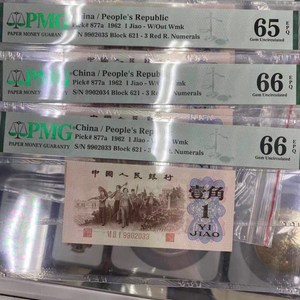 PMG
PAPER MONEY GUARANTY
China / People's Republic
Pick# 877a 1962 1 Jiao - W/Out Wmk
S/N 9902035 Block 621 - 3 Red R. Numerals
65 EPQ
Gem Uncirculated
PMG
PAPER MONEY GUARANTY
China / People's Republic
Pick# 877a 1962 1 Jiao - W/Out Wmk
S/N 9902034 Block 621 - 3 Red R. Numerals
66 EPQ
Gem Uncirculated
PMG
PAPER MONEY GUARANTY
China / People's Republic
Pick# 877a 1962 1 Jiao - Wmk
S/N 9902033 Block 621 - Numerals
66 EPQ
Gem Uncirculated
中国人民银行
壹角
1
YI
JIAO
9902033